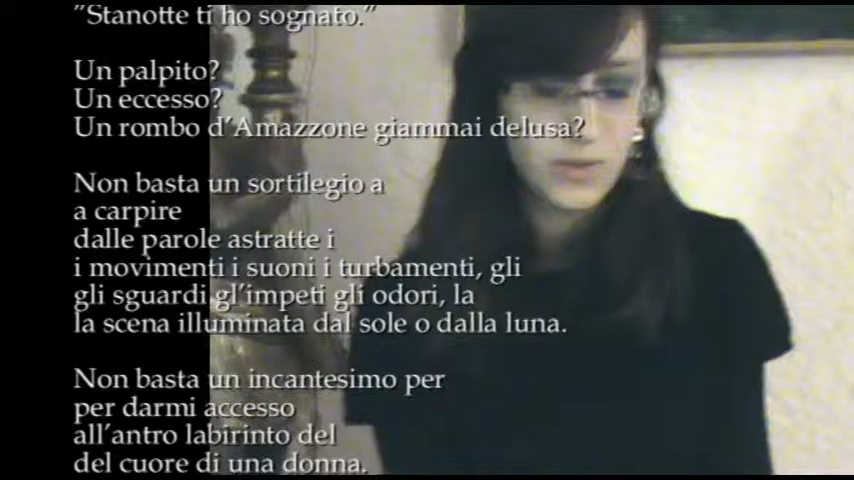 "Stanotte ti ho sognato."
Un palpito?
Un eccesso?
Un rombo d'Amazzone giammai delusa?
Non basta un sortilegio a
a carpire
dalle parole astratte i
i movimenti i suoni i turbamenti, gli
gli sguardi gl'impeti gli odori, la
la scena illuminata dal sole o dalla luna.
Non basta un incantesimo per
per darmi accesso
all'antro labirinto del
del cuore di una donna.